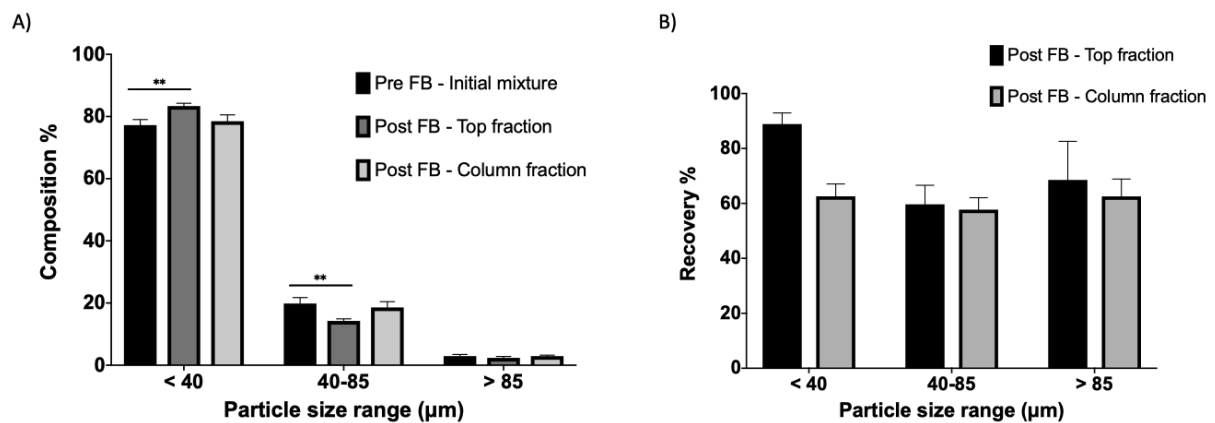 A)
Composition %
100
80
60
40
20
0
**
**
Pre FB - Initial mixture
Post FB - Top fraction
Post FB - Column fraction
< 40
40-85
> 85
Particle size range (µm)
B)
Recovery %
100
80
60
40
20
0
Post FB - Top fraction
Post FB - Column fraction
< 40
40-85
> 85
Particle size range (µm)